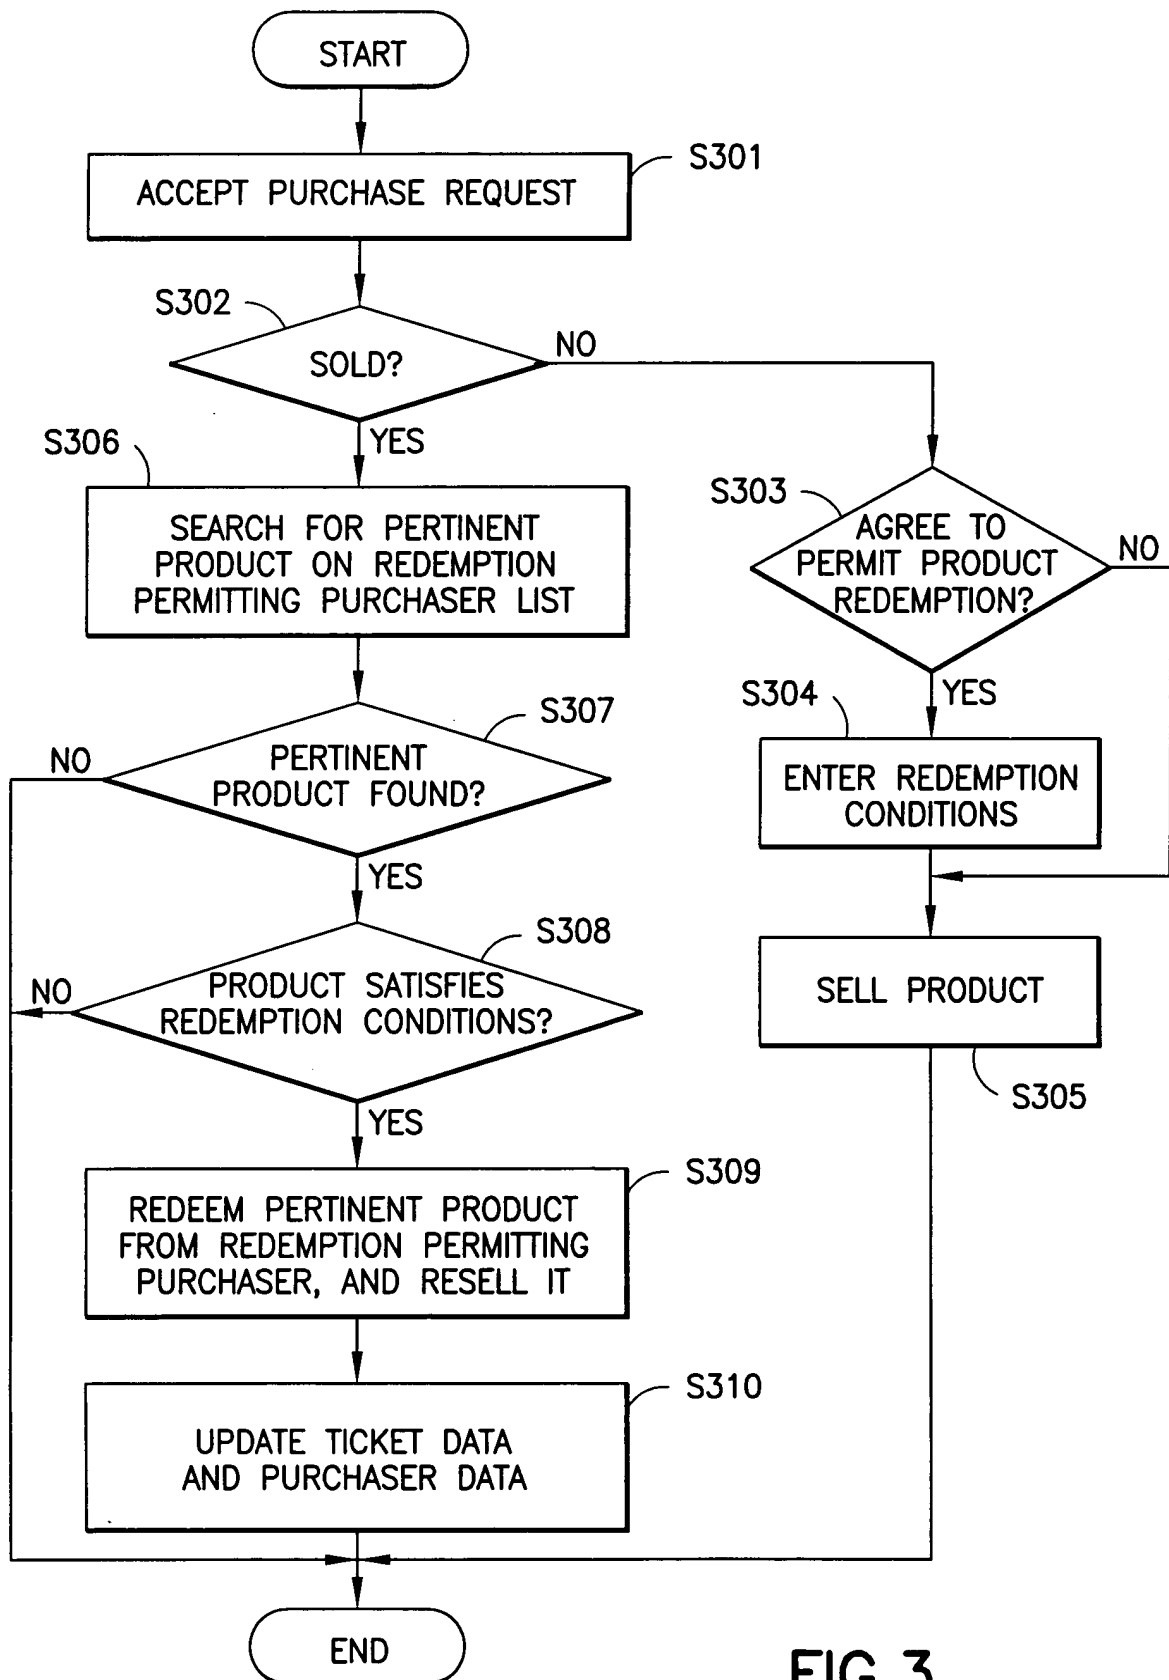 START
S301
ACCEPT PURCHASE REQUEST
S302
SOLD?
NO
YES
S306
SEARCH FOR PERTINENT
PRODUCT ON REDEMPTION
PERMITTING PURCHASER LIST
S303
AGREE TO
PERMIT PRODUCT
REDEMPTION?
NO
YES
S304
ENTER REDEMPTION
CONDITIONS
S307
PERTINENT
PRODUCT FOUND?
NO
YES
S308
PRODUCT SATISFIES
REDEMPTION CONDITIONS?
NO
YES
SELL PRODUCT
S305
S309
REDEEM PERTINENT PRODUCT
FROM REDEMPTION PERMITTING
PURCHASER, AND RESELL IT
S310
UPDATE TICKET DATA
AND PURCHASER DATA
END
FIG.3